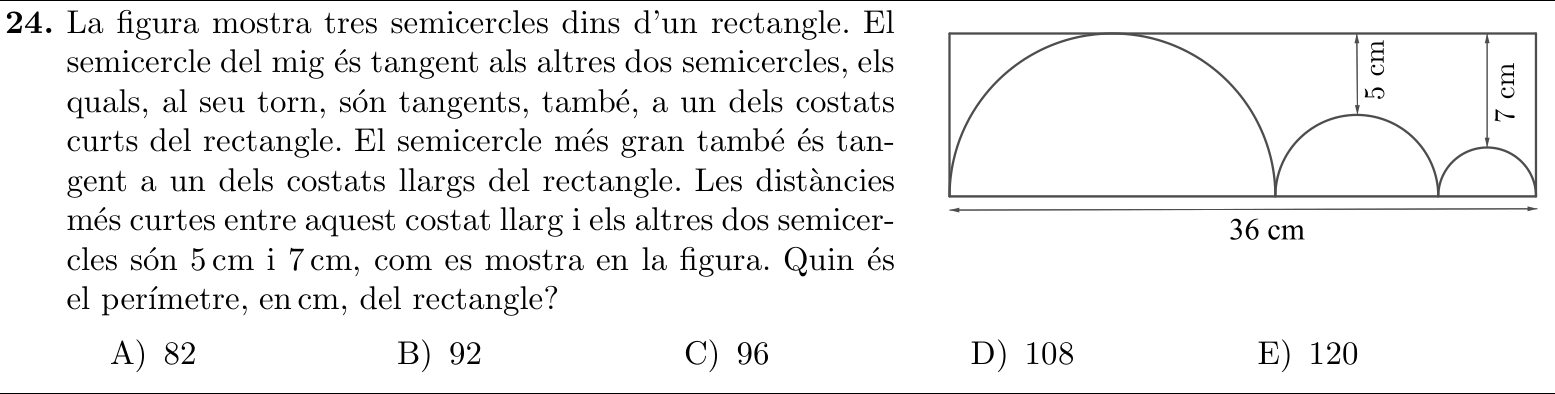 24. La figura mostra tres semicercles dins d’un rectangle. El
semicercle del mig és tangent als altres dos semicercles, els
quals, al seu torn, són tangents, també, a un dels costats
curts del rectangle. El semicercle més gran també és tan-
gent a un dels costats llargs del rectangle. Les distàncies
més curtes entre aquest costat llarg i els altres dos semicer-
cles són 5 cm i 7 cm, com es mostra en la figura. Quin és
el perímetre, en cm, del rectangle?
5 cm
7 cm
36 cm
A) 82 B) 92 C) 96 D) 108 E) 120